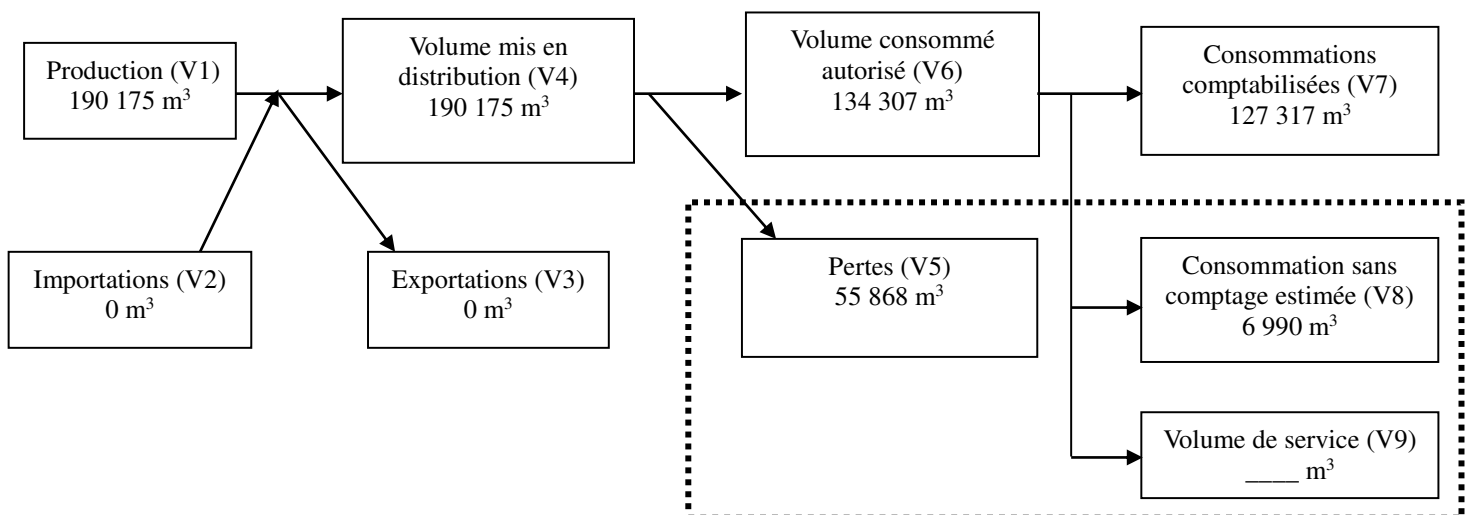 Production (V1)
190 175 m³
Volume mis en
distribution (V4)
190 175 m³
Volume consommé
autorisé (V6)
134 307 m³
Consommations
comptabilisées (V7)
127 317 m³
Importations (V2)
0 m³
Exportations (V3)
0 m³
Pertes (V5)
55 868 m³
Consommation sans
comptage estimée (V8)
6 990 m³
Volume de service (V9)
____ m³